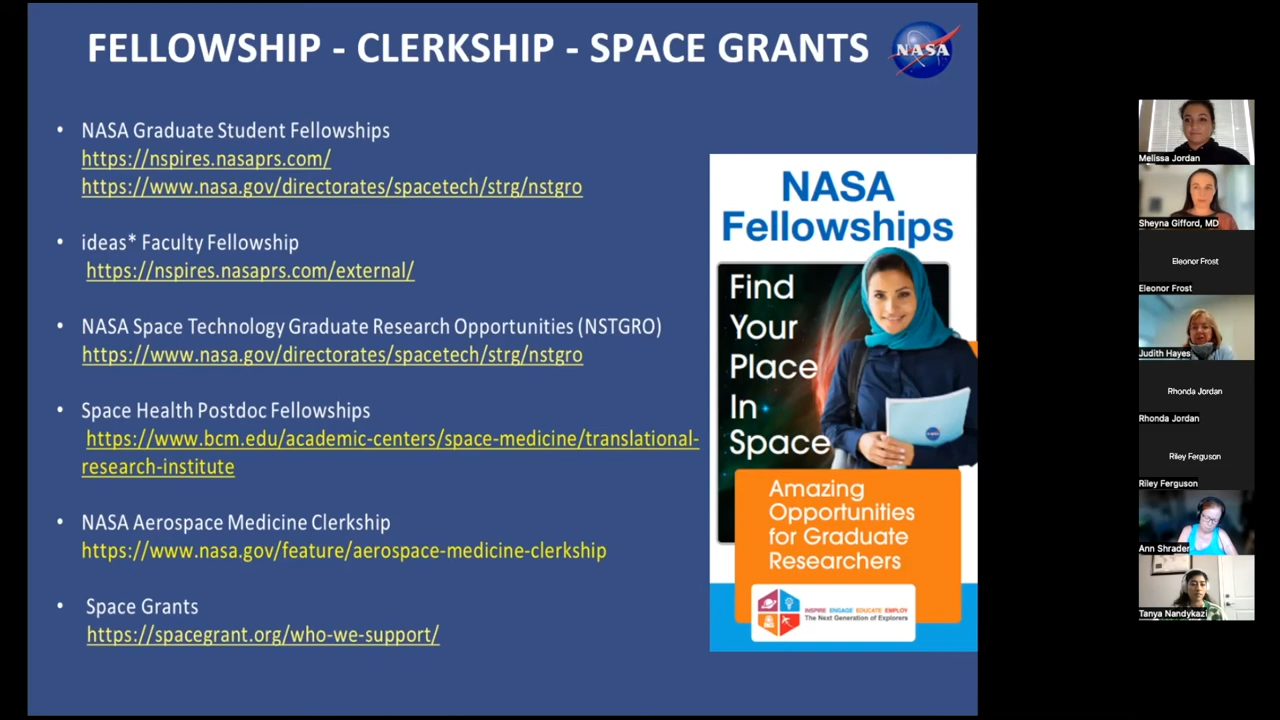 FELLOWSHIP - CLERKSHIP - SPACE GRANTS
NASA
• NASA Graduate Student Fellowships
https://nspires.nasaprs.com/
https://www.nasa.gov/directorates/spacetech/strg/nstgro
• ideas* Faculty Fellowship
https://nspires.nasaprs.com/external/
• NASA Space Technology Graduate Research Opportunities (NSTGRO)
https://www.nasa.gov/directorates/spacetech/strg/nstgro
• Space Health Postdoc Fellowships
https://www.bcm.edu/academic-centers/space-medicine/translational-
research-institute
• NASA Aerospace Medicine Clerkship
https://www.nasa.gov/feature/aerospace-medicine-clerkship
• Space Grants
https://spacegrant.org/who-we-support/
NASA
Fellowships
Find
Your
Place
In
Space
Amazing
Opportunities
for Graduate
Researchers
INSPIRE ENGAGE EDUCATE EMPLOY
The Next Generation of Explorers
Melissa Jordan
Sheyna Gifford, MD
Eleonor Frost
Eleonor Frost
Judith Hayes
Rhonda Jordan
Rhonda Jordan
Riley Ferguson
Riley Ferguson
Ann Shrader
Tanya Nandykazi